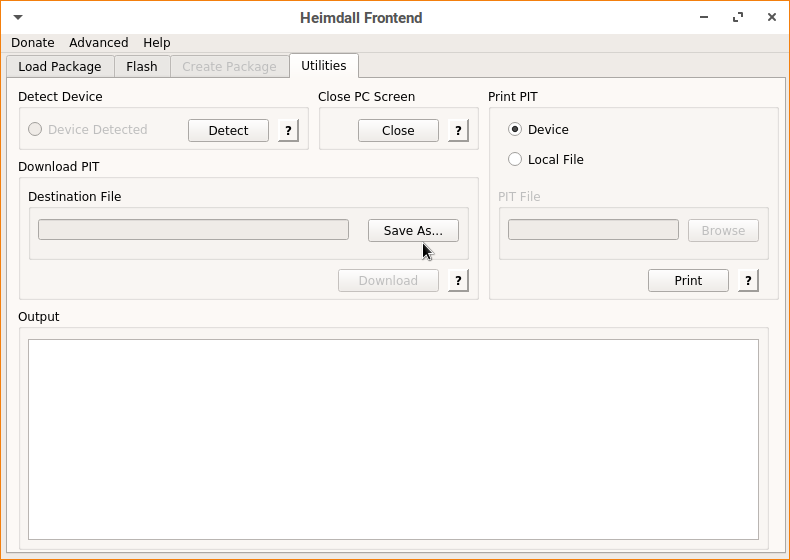 Heimdall Frontend
Donate Advanced Help
Load Package Flash Create Package Utilities
Detect Device
Device Detected Detect ?
Close PC Screen
Close ?
Download PIT
Destination File
Save As...
Download ?
Print PIT
Device
Local File
PIT File
Browse
Print ?
Output